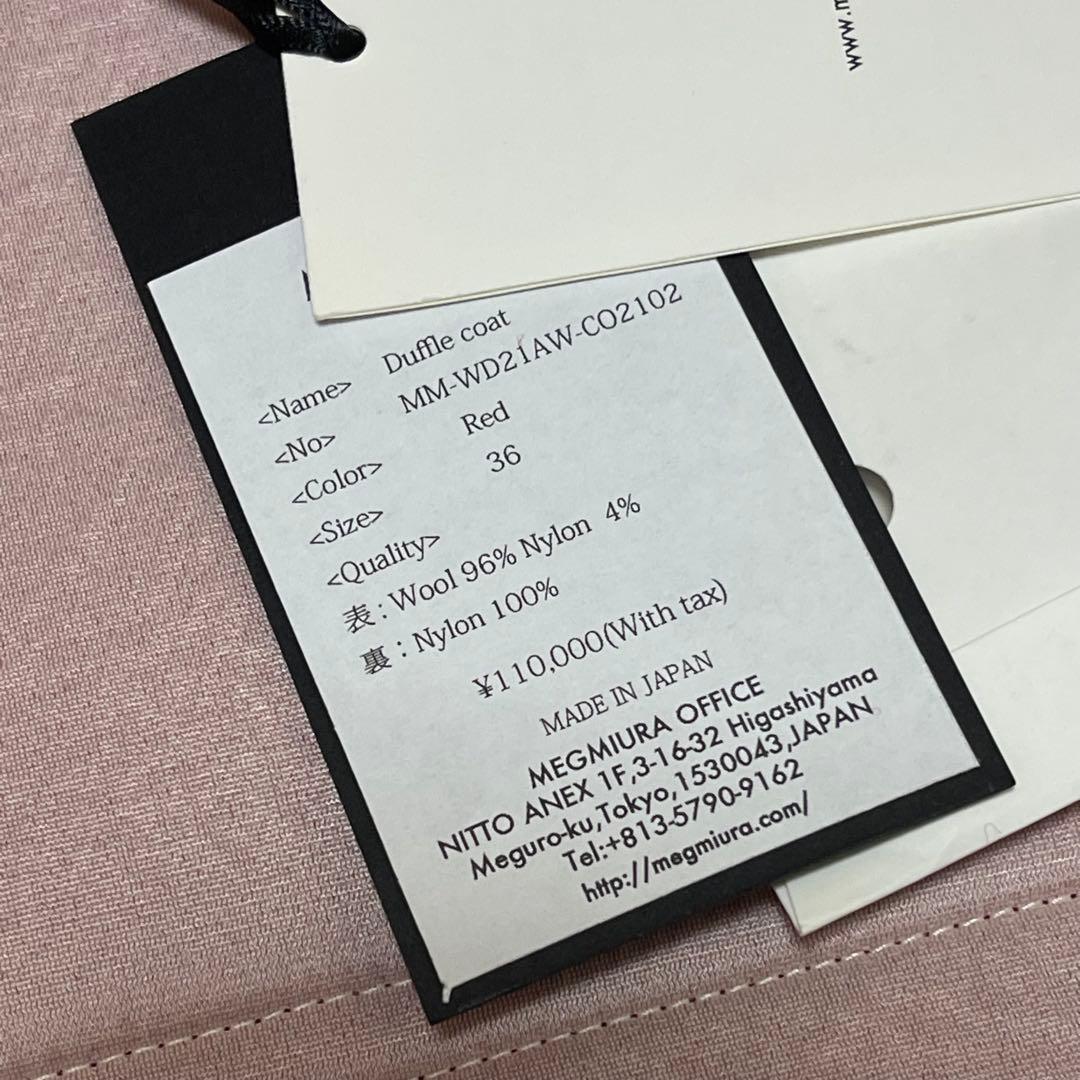 www.m
<Name> Duffle coat
<No> MM-WD21AW-CO2102
<Color> Red
<Size> 36
<Quality>
表：Wool 96% Nylon 4%
裏：Nylon 100%
¥110,000(With tax)
MADE IN JAPAN
MEGMIURA OFFICE
NITTO ANEX 1F,3-16-32 Higashiyama
Meguro-ku,Tokyo,1530043,JAPAN
Tel:+813-5790-9162
http://megmiura.com/